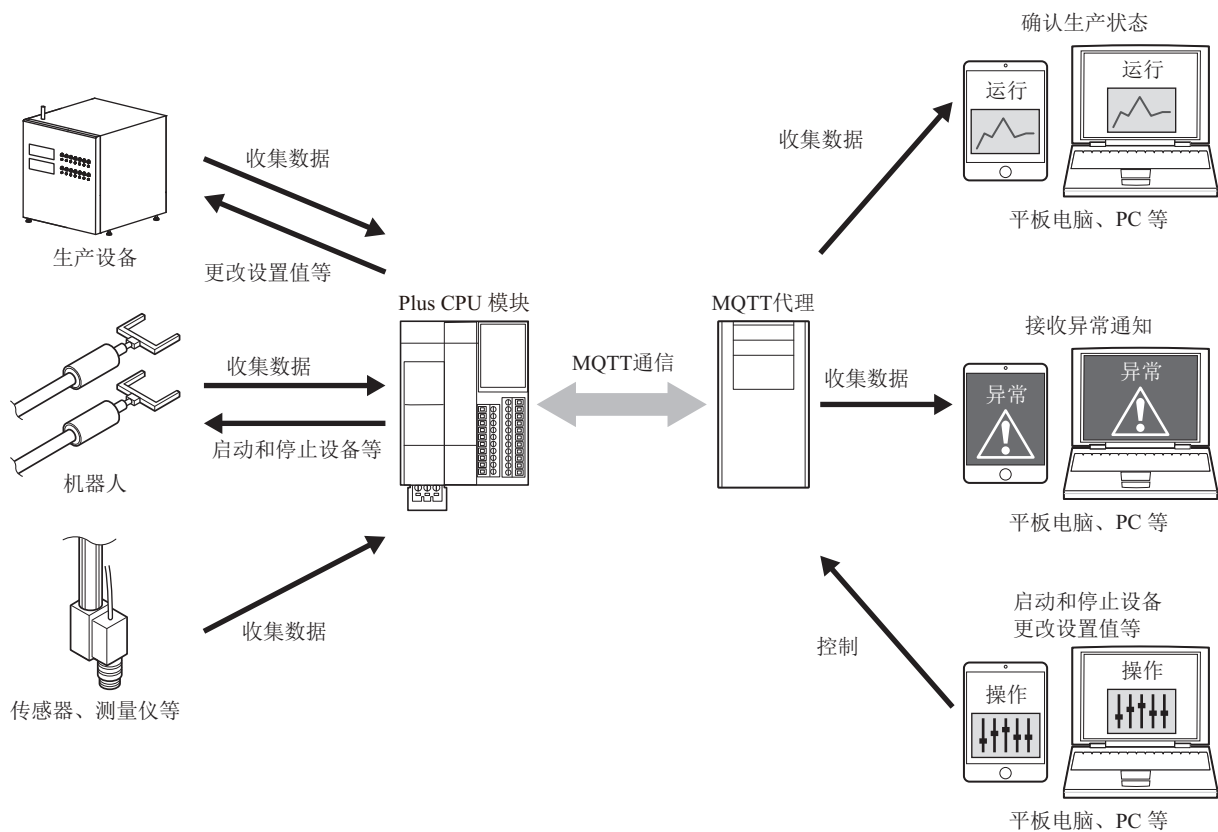 确认生产状态
运行
运行
收集数据
平板电脑、PC 等
收集数据
生产设备
更改设置值等
Plus CPU 模块
MQTT代理
MQTT通信
收集数据
启动和停止设备等
机器人
接收异常通知
收集数据
异常
异常
平板电脑、PC 等
收集数据
传感器、测量仪等
启动和停止设备
更改设置值等
控制
操作
操作
平板电脑、PC 等